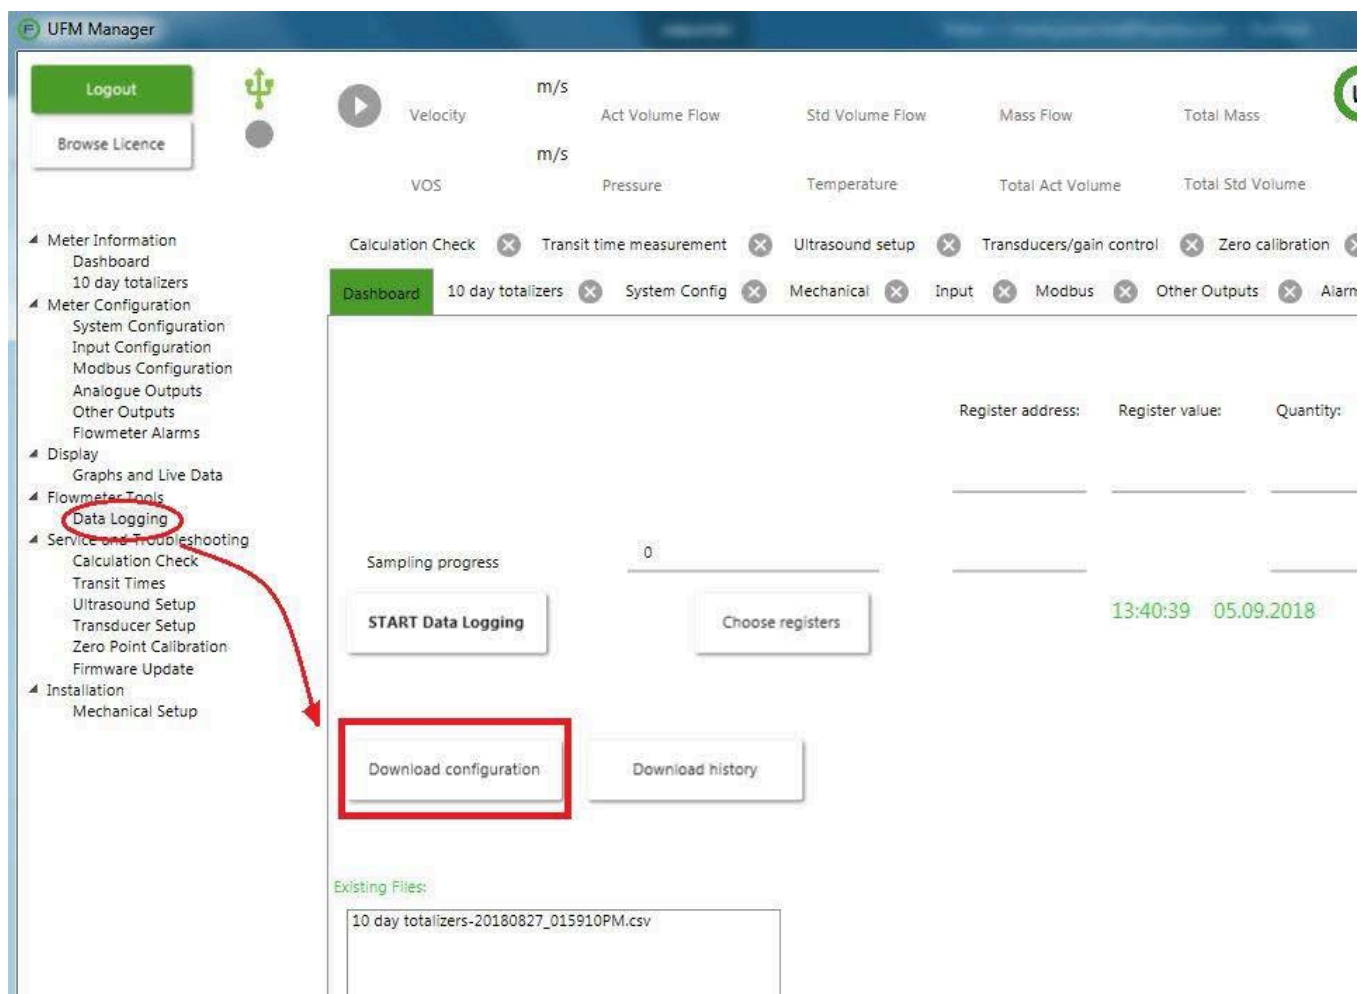 UFM Manager
Logout
Browse Licence
m/s
Velocity Act Volume Flow Std Volume Flow Mass Flow Total Mass
m/s
VOS Pressure Temperature Total Act Volume Total Std Volume
Meter Information
Dashboard
10 day totalizers
Meter Configuration
System Configuration
Input Configuration
Modbus Configuration
Analogue Outputs
Other Outputs
Flowmeter Alarms
Display
Graphs and Live Data
Flowmeter Tools
Data Logging
Service and Troubleshooting
Calculation Check
Transit Times
Ultrasound Setup
Transducer Setup
Zero Point Calibration
Firmware Update
Installation
Mechanical Setup
Calculation Check Transit time measurement Ultrasound setup Transducers/gain control Zero calibration
Dashboard 10 day totalizers System Config Mechanical Input Modbus Other Outputs Alarm
Register address: Register value: Quantity:
Sampling progress 0
START Data Logging Choose registers 13:40:39 05.09.2018
Download configuration Download history
Existing Files:
10 day totalizers-20180827_015910PM.csv